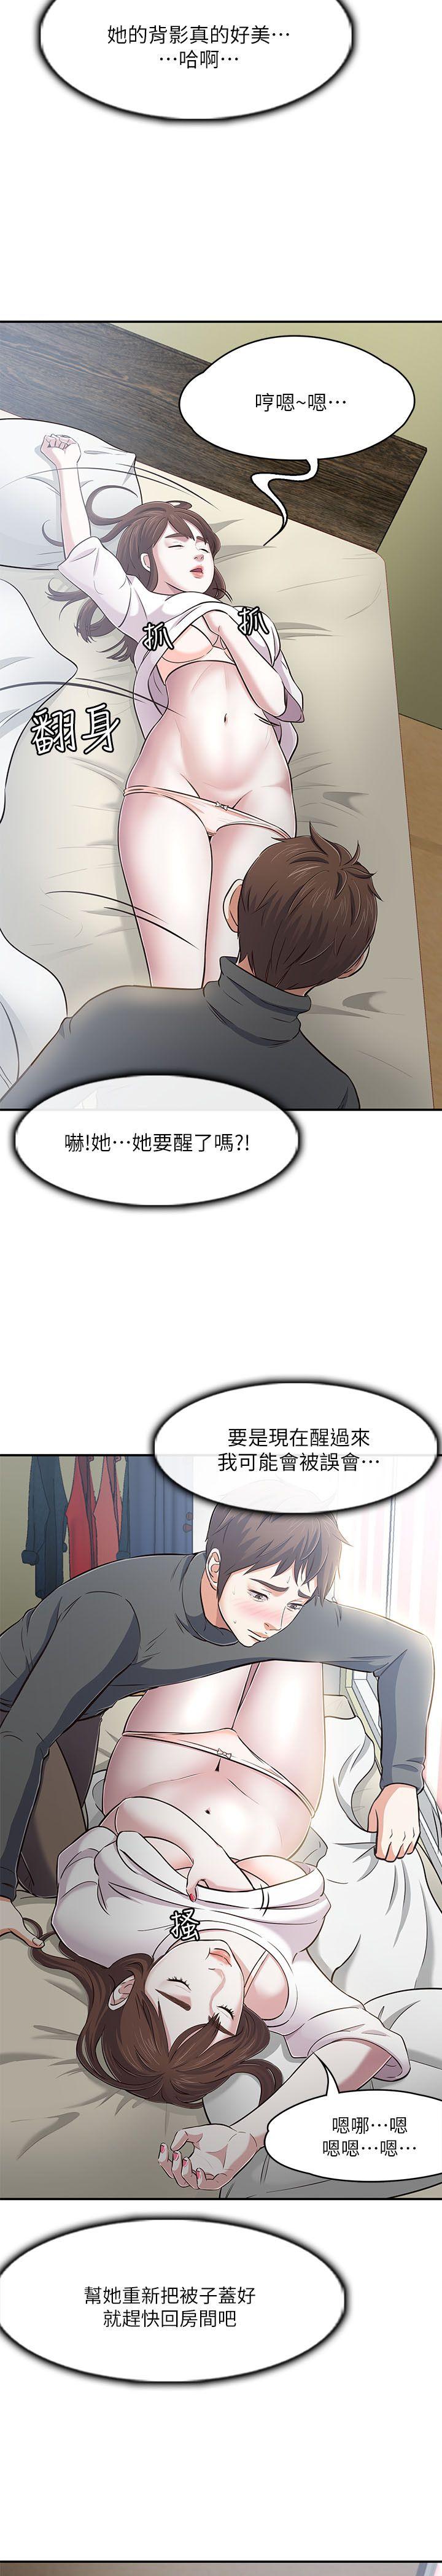 她的背影真的好美⋯
⋯哈啊⋯
哼嗯~嗯⋯
抓
抓
翻身
嚇!她⋯她要醒了嗎?!
要是現在醒過來
我可能會被誤會⋯
搔
嗯哪⋯嗯
嗯嗯⋯嗯⋯
幫她重新把被子蓋好
就趕快回房間吧